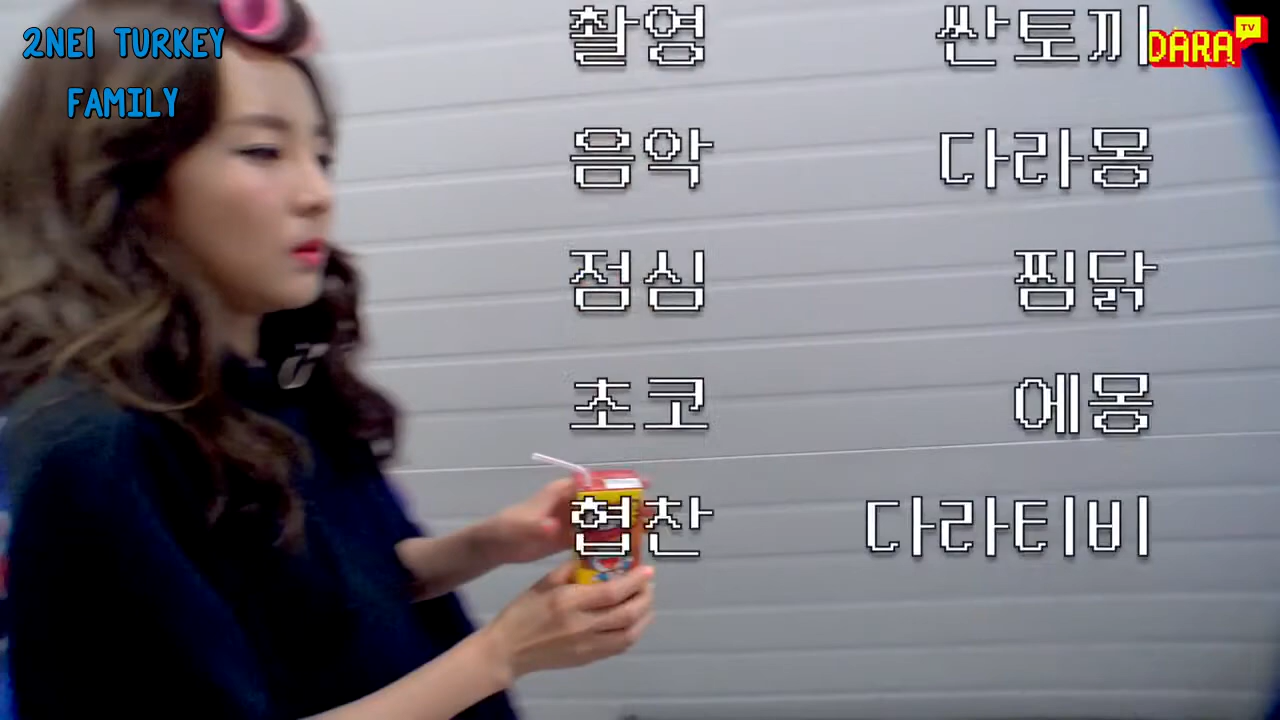 2NE1 TURKEY
FAMILY
DARA TV
촬영 싼토끼
음악 다라몽
점심 찜닭
초코 에몽
협찬 다라티비